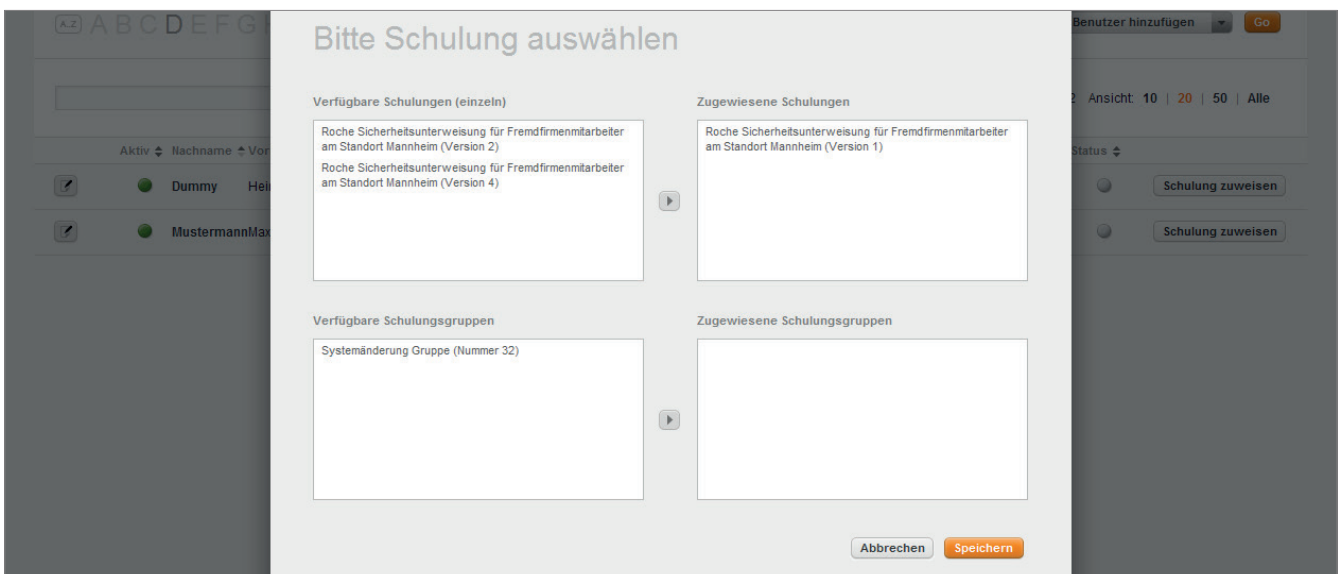 A.Z A B C D E F G
Bitte Schulung auswählen
Benutzer hinzufügen Go
Verfügbare Schulungen (einzeln)
Zugewiesene Schulungen
Ansicht: 10 | 20 | 50 | Alle
Roche Sicherheitsunterweisung für Fremdfirmenmitarbeiter
am Standort Mannheim (Version 2)
Roche Sicherheitsunterweisung für Fremdfirmenmitarbeiter
am Standort Mannheim (Version 4)
Roche Sicherheitsunterweisung für Fremdfirmenmitarbeiter
am Standort Mannheim (Version 1)
Aktiv Nachname Vor
Status
Dummy Hei
Schulung zuweisen
MustermannMax
Schulung zuweisen
Verfügbare Schulungsgruppen
Zugewiesene Schulungsgruppen
Systemänderung Gruppe (Nummer 32)
Abbrechen Speichern